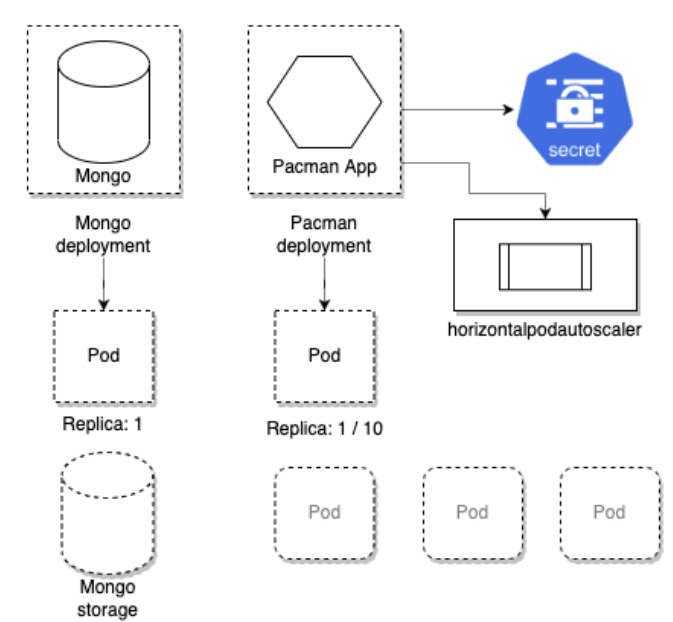 Mongo
Pacman App
secret
Mongo
deployment
Pacman
deployment
horizontalpodautoscaler
Pod
Pod
Replica: 1
Replica: 1 / 10
Pod
Pod
Pod
Mongo
storage